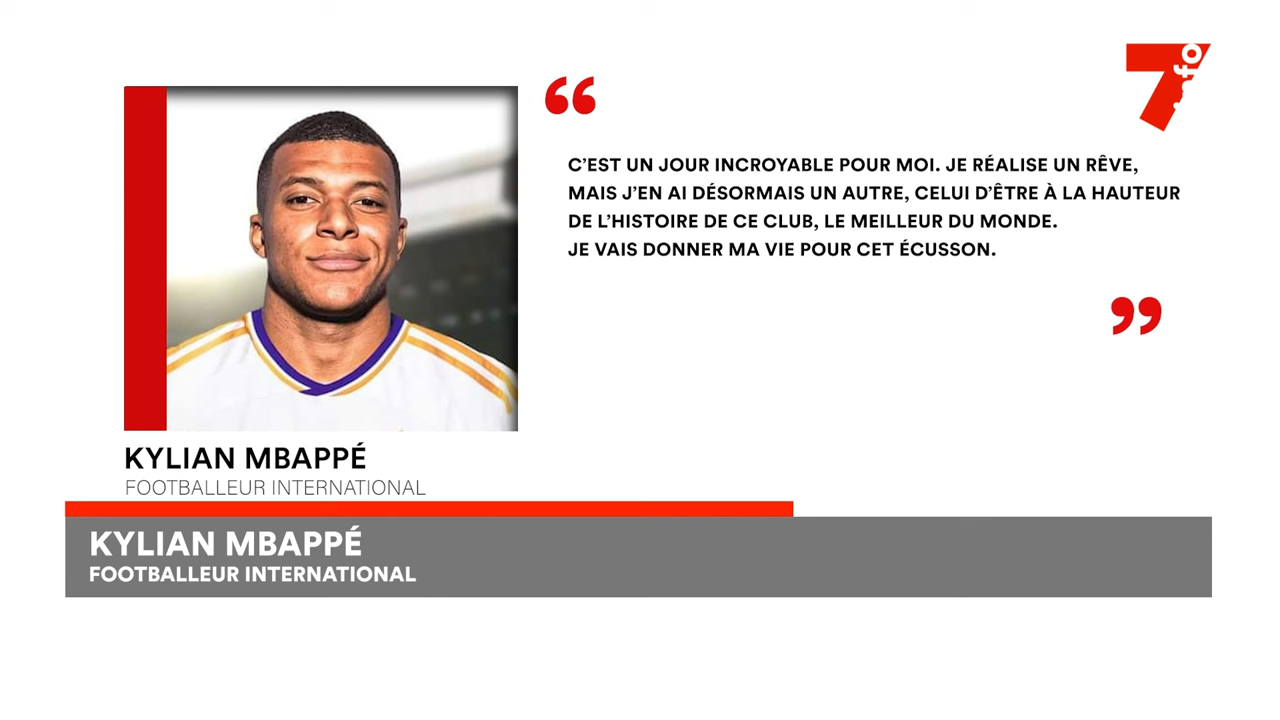 7
C’EST UN JOUR INCROYABLE POUR MOI. JE RÉALISE UN RÊVE,
MAIS J’EN AI DÉSORMAIS UN AUTRE, CELUI D’ÊTRE À LA HAUTEUR
DE L’HISTOIRE DE CE CLUB, LE MEILLEUR DU MONDE.
JE VAIS DONNER MA VIE POUR CET ÉCUSSON.
KYLIAN MBAPPÉ
FOOTBALLEUR INTERNATIONAL
KYLIAN MBAPPÉ
FOOTBALLEUR INTERNATIONAL